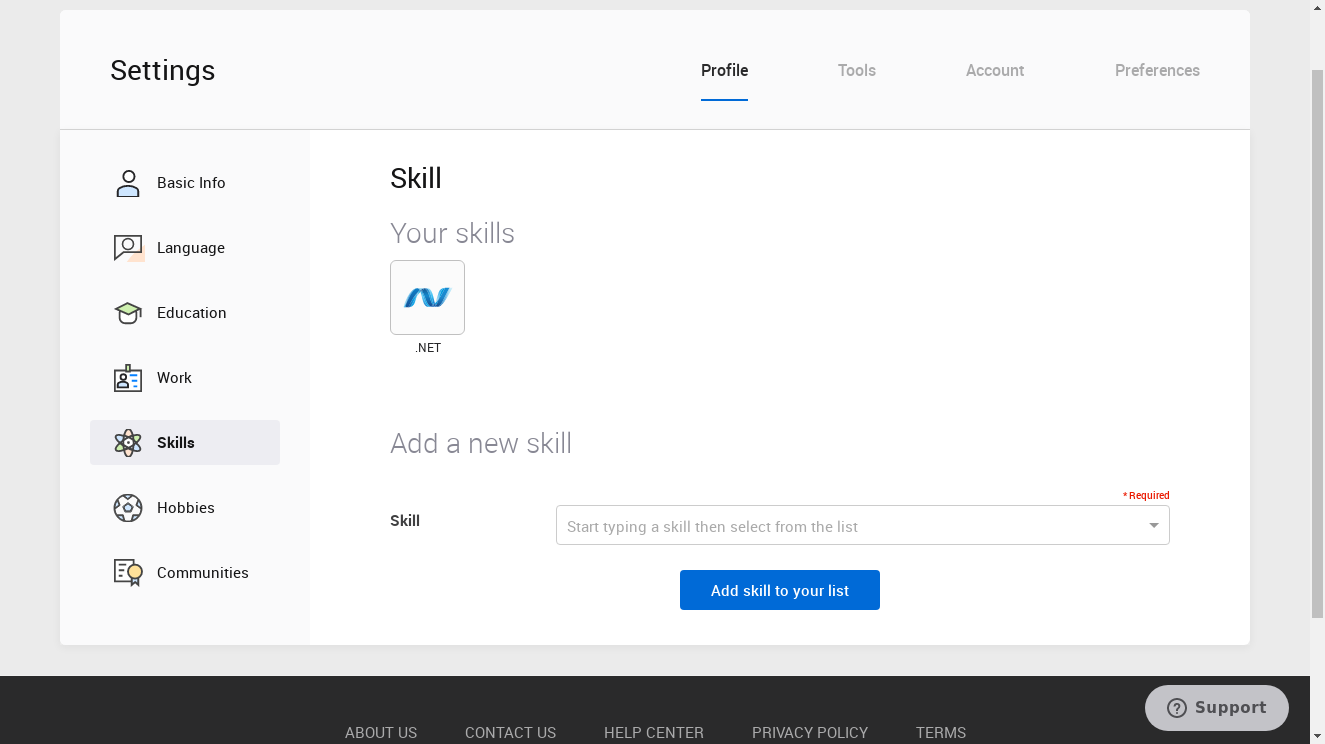 Settings
Profile
Tools
Account
Preferences
Basic Info
Language
Education
Work
Skills
Hobbies
Communities
Skill
Your skills
.NET
Add a new skill
* Required
Skill
Start typing a skill then select from the list
Add skill to your list
Support
ABOUT US
CONTACT US
HELP CENTER
PRIVACY POLICY
TERMS